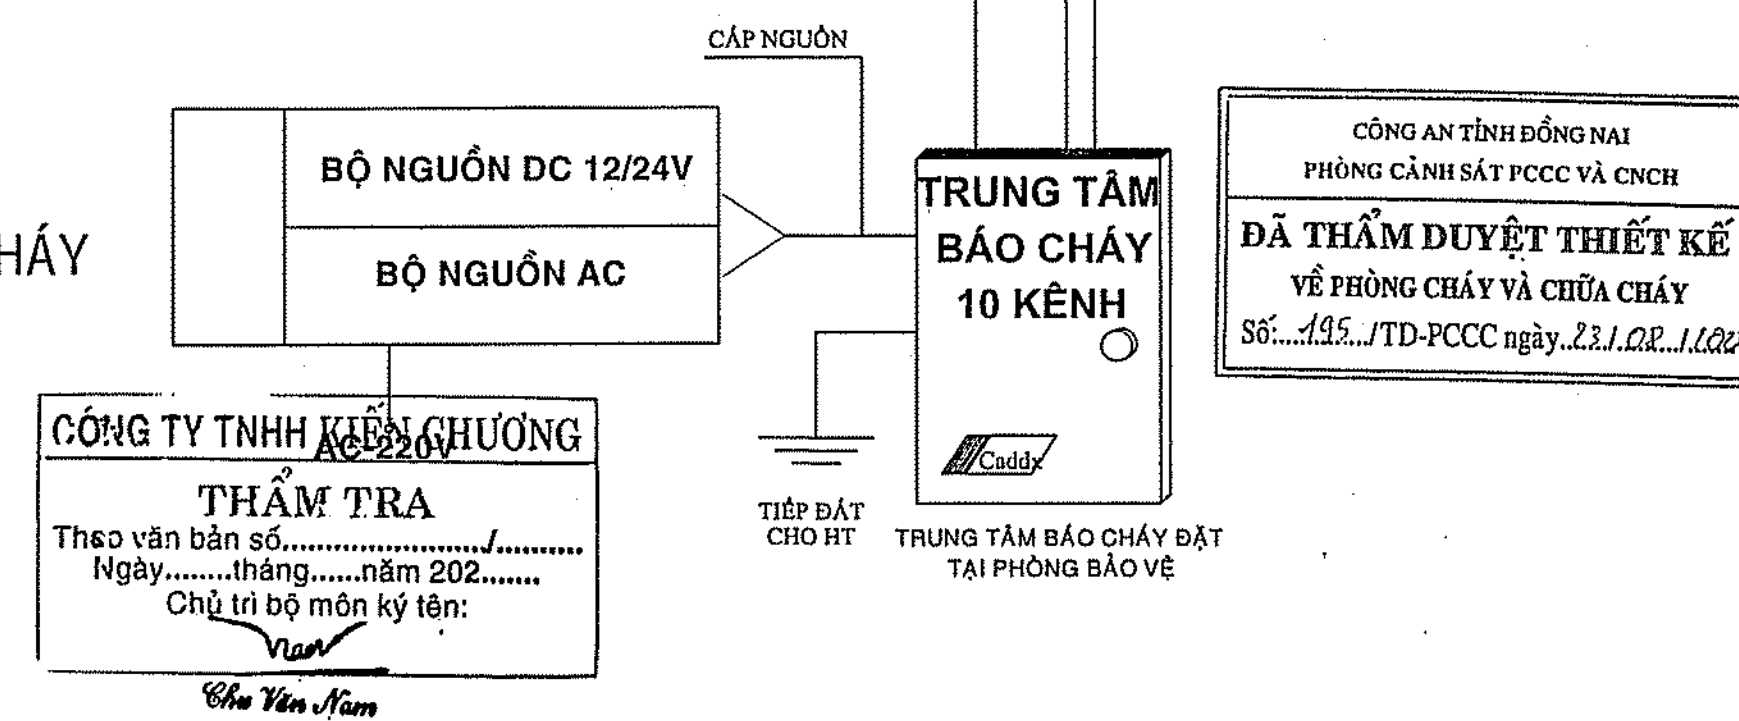 CÁP NGUỒN
HÁY
BỘ NGUỒN DC 12/24V
BỘ NGUỒN AC
AC-220V
TRUNG TÂM
BÁO CHÁY
10 KÊNH
Caddx
TIẾP ĐẤT
CHO HT
TRUNG TÂM BÁO CHÁY ĐẶT
TẠI PHÒNG BẢO VỆ
CÔNG AN TỈNH ĐỒNG NAI
PHÒNG CẢNH SÁT PCCC VÀ CNCH
ĐÃ THẨM DUYỆT THIẾT KẾ
VỀ PHÒNG CHÁY VÀ CHỮA CHÁY
Số:....195.../TD-PCCC ngày..23./.08.../.
CÔNG TY TNHH KIẾN CHƯƠNG
THẨM TRA
Theo văn bản số......................../..........
Ngày........tháng......năm 202.......
Chủ trì bộ môn ký tên:
Nam
Chu Văn Nam